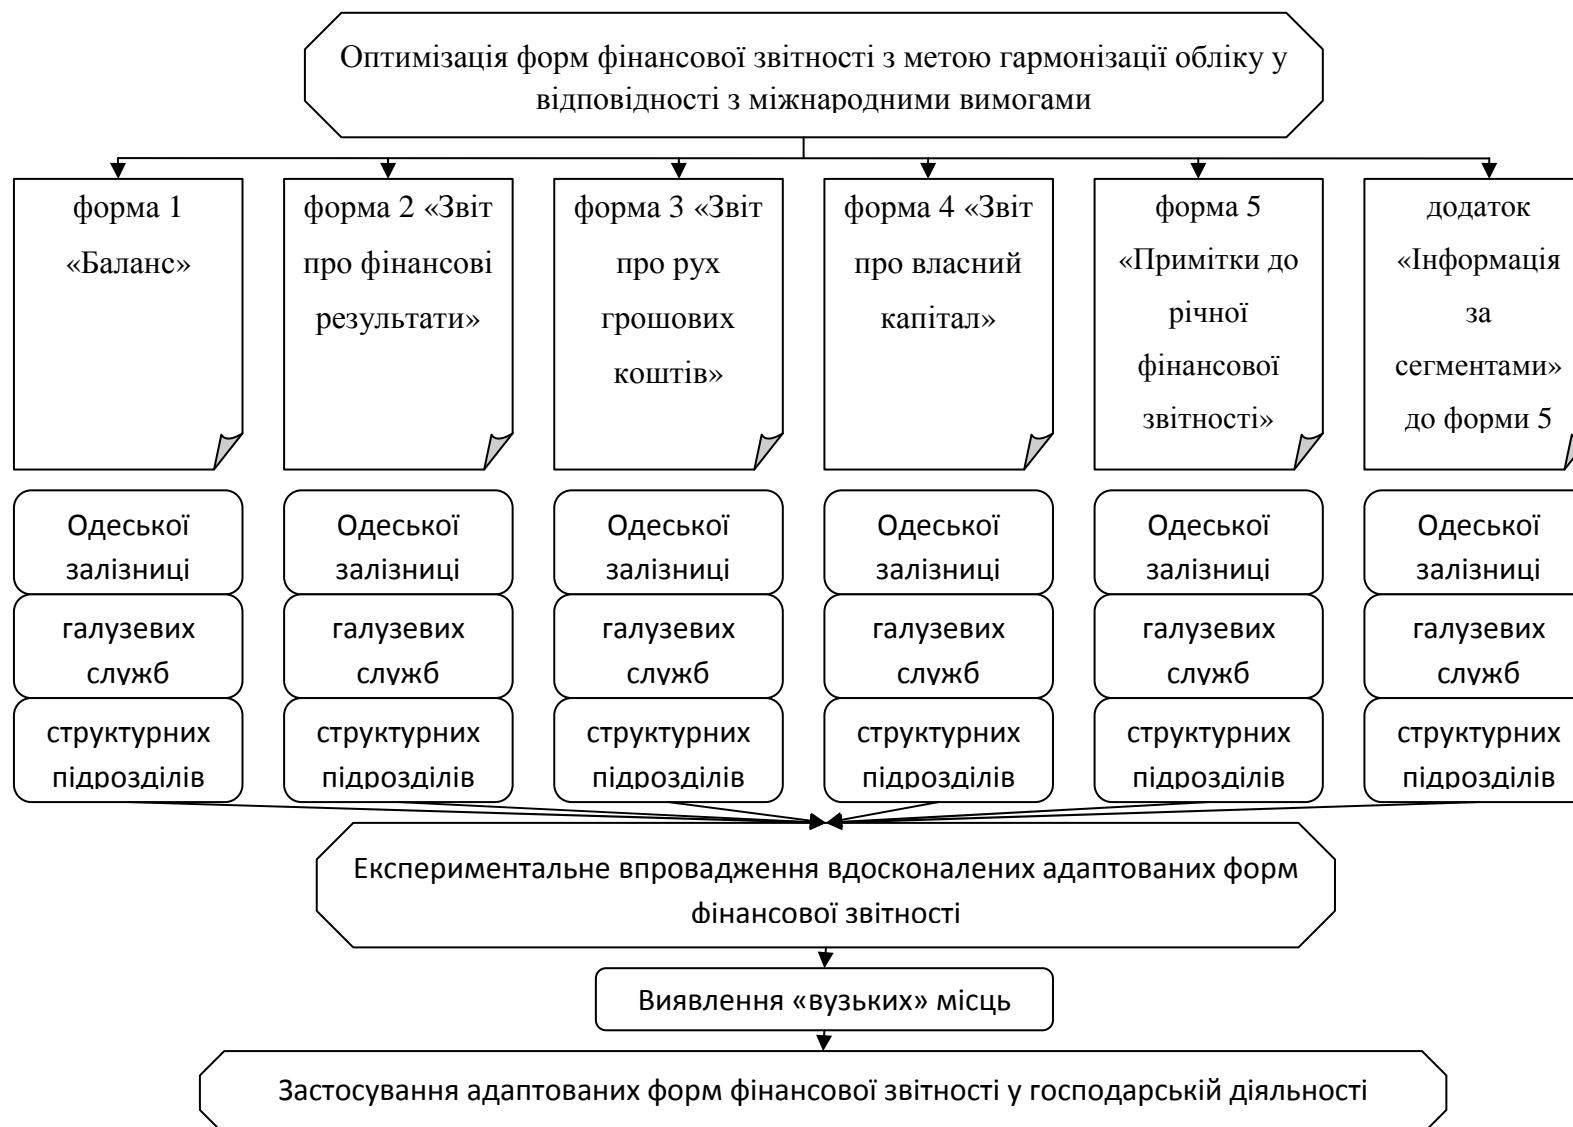 Оптимізація форм фінансової звітності з метою гармонізації обліку у
відповідності з міжнародними вимогами
форма 1
«Баланс»
форма 2 «Звіт
про фінансові
результати»
форма 3 «Звіт
про рух
грошових
коштів»
форма 4 «Звіт
про власний
капітал»
форма 5
«Примітки до
річної
фінансової
звітності»
додаток
«Інформація
за
сегментами»
до форми 5
Одеської
залізниці
Одеської
залізниці
Одеської
залізниці
Одеської
залізниці
Одеської
залізниці
Одеської
залізниці
галузевих
служб
галузевих
служб
галузевих
служб
галузевих
служб
галузевих
служб
галузевих
служб
структурних
підрозділів
структурних
підрозділів
структурних
підрозділів
структурних
підрозділів
структурних
підрозділів
структурних
підрозділів
Експериментальне впровадження вдосконалених адаптованих форм
фінансової звітності
Виявлення «вузьких» місць
Застосування адаптованих форм фінансової звітності у господарській діяльності